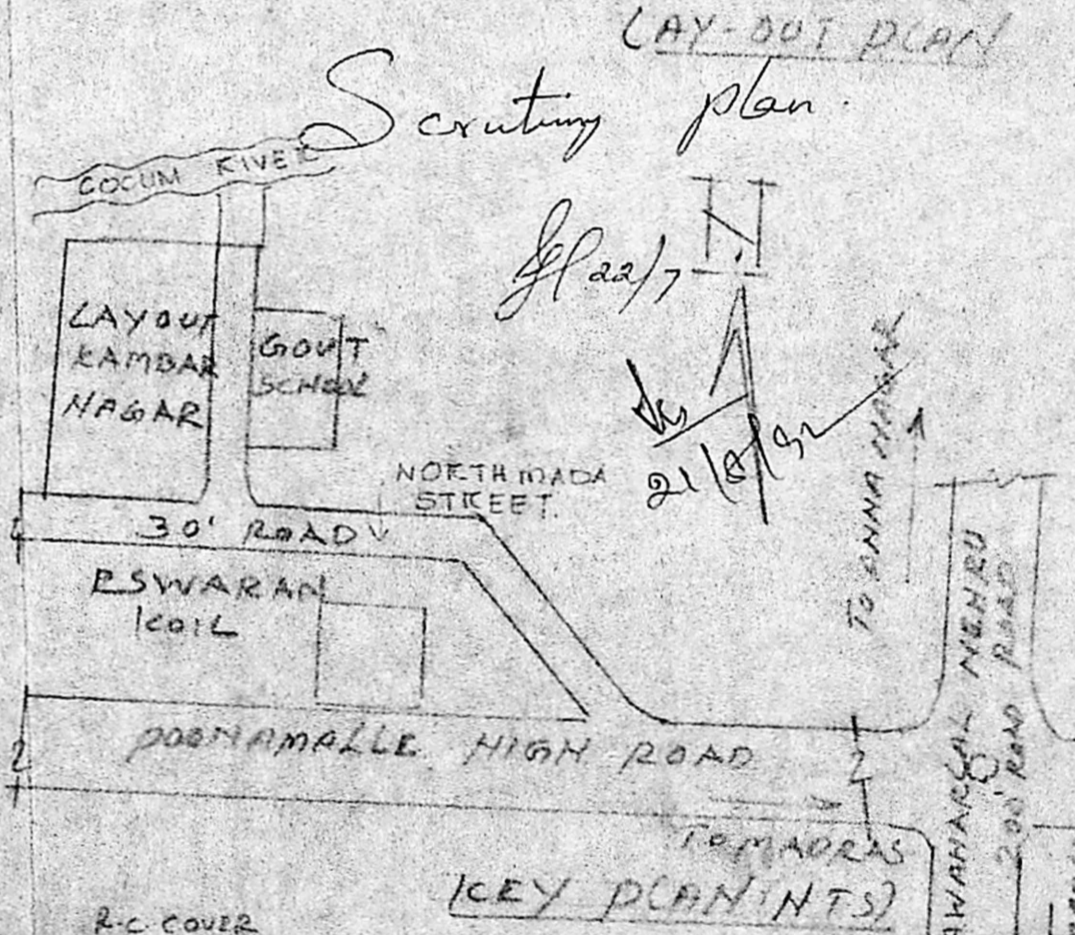 LAY-OUT PLAN
Scrutiny plan.
COCUM RIVER
N
22/7
LAYOUT
KAMBAR
NAGAR
GOVT
SCHOOL
21/8/92
TO ANNA NAGAR
NORTH MADA
STREET.
30' ROAD
ESWARAN
KOIL
JAWAHARLAL NEHRU
ROAD
200' ROAD
POONAMALLE HIGH ROAD
TO MADRAS
KEY PLAN (NTS)
R.C. COVER